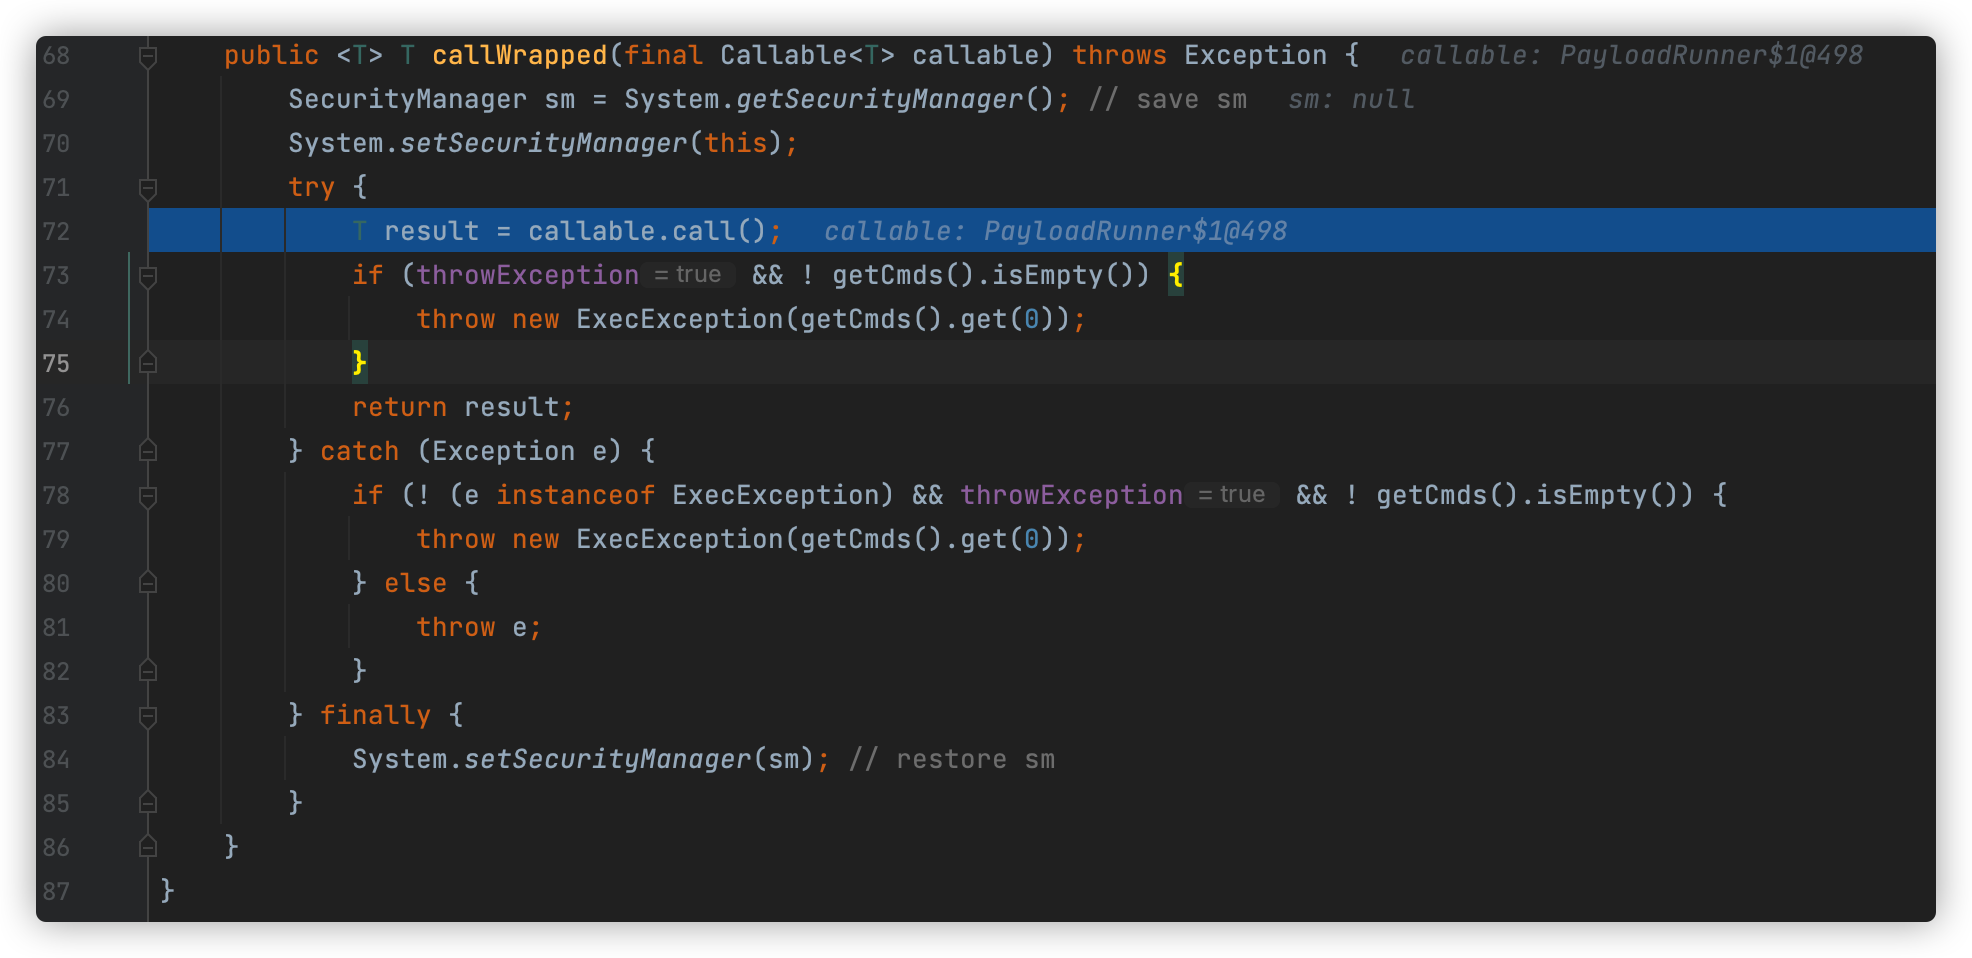 68 public <T> T callWrapped(final Callable<T> callable) throws Exception { callable: PayloadRunner$1@498
69 SecurityManager sm = System.getSecurityManager(); // save sm sm: null
70 System.setSecurityManager(this);
71 try {
72 T result = callable.call(); callable: PayloadRunner$1@498
73 if (throwException = true && ! getCmds().isEmpty()) {
74 throw new ExecException(getCmds().get(0));
75 }
76 return result;
77 } catch (Exception e) {
78 if (! (e instanceof ExecException) && throwException = true && ! getCmds().isEmpty()) {
79 throw new ExecException(getCmds().get(0));
80 } else {
81 throw e;
82 }
83 } finally {
84 System.setSecurityManager(sm); // restore sm
85 }
86 }
87 }